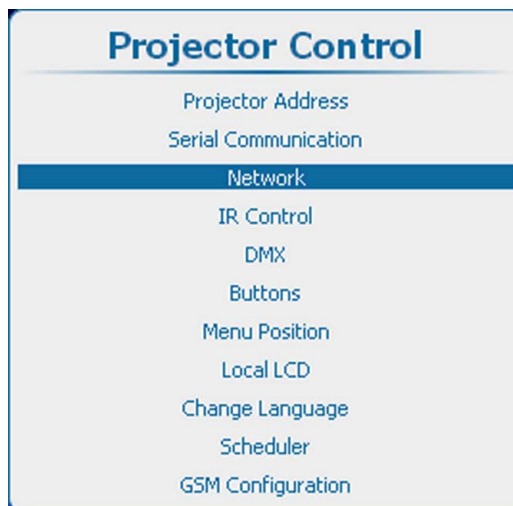 Projector Control
Projector Address
Serial Communication
Network
IR Control
DMX
Buttons
Menu Position
Local LCD
Change Language
Scheduler
GSM Configuration